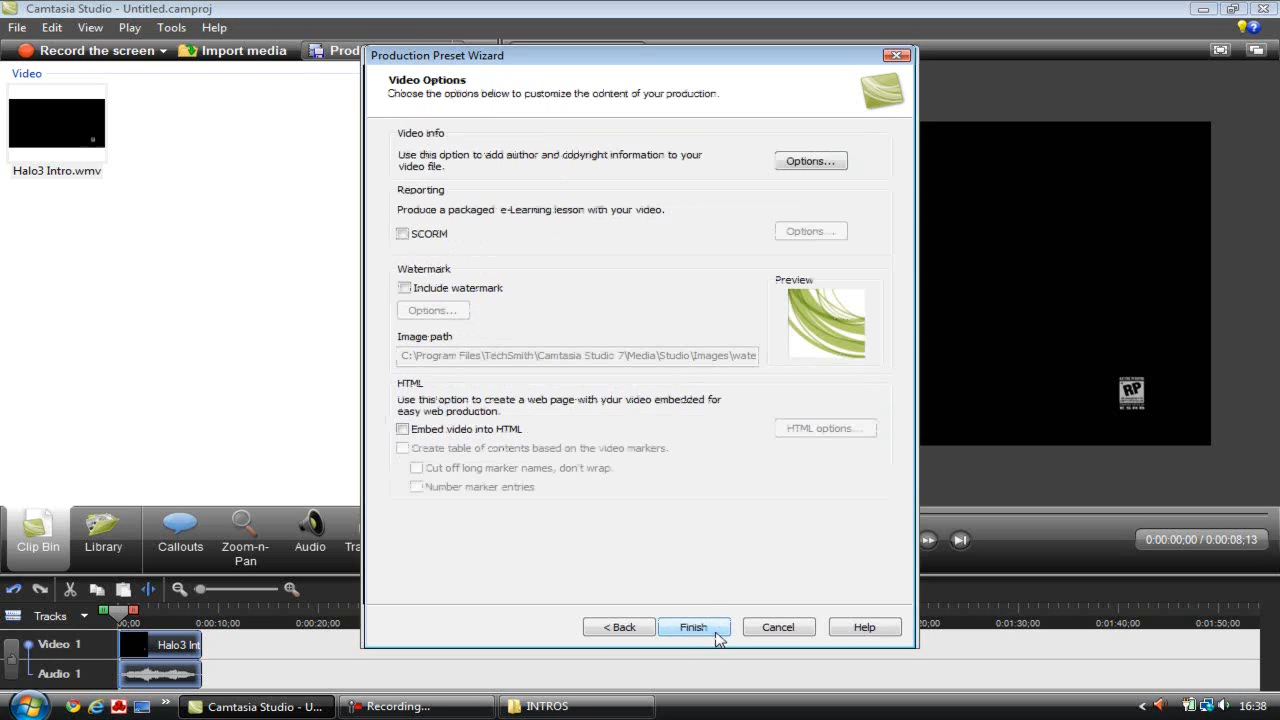 Camtasia Studio - Untitled.camproj
File Edit View Play Tools Help
Record the screen Import media Prod
Production Preset Wizard
Video Options
Choose the options below to customize the content of your production.
Video
Halo3 Intro.wmv
Video info
Use this option to add author and copyright information to your
video file.
Options...
Reporting
Produce a packaged e-Learning lesson with your video.
SCORM
Options...
Watermark
Include watermark
Options...
Preview
Image path
C:\Program Files\TechSmith\Camtasia Studio 7\Media\Studio\Images\wate
HTML
Use this option to create a web page with your video embedded for
easy web production.
Embed video into HTML
HTML options...
Create table of contents based on the video markers.
Cut off long marker names, don't wrap.
Number marker entries
RP
ESRB
Clip Bin Library Callouts Zoom-n-Pan Audio Tra
0:00:00;00 / 0:00:08;13
< Back Finish Cancel Help
Tracks 00;00 0:00:10;00 0:00:20;00 20;00 0:01:30;00 0:01:40;00 0:01:50;00
Video 1 Halo3 Int
Audio 1
Camtasia Studio - U... Recording... INTROS 16:38